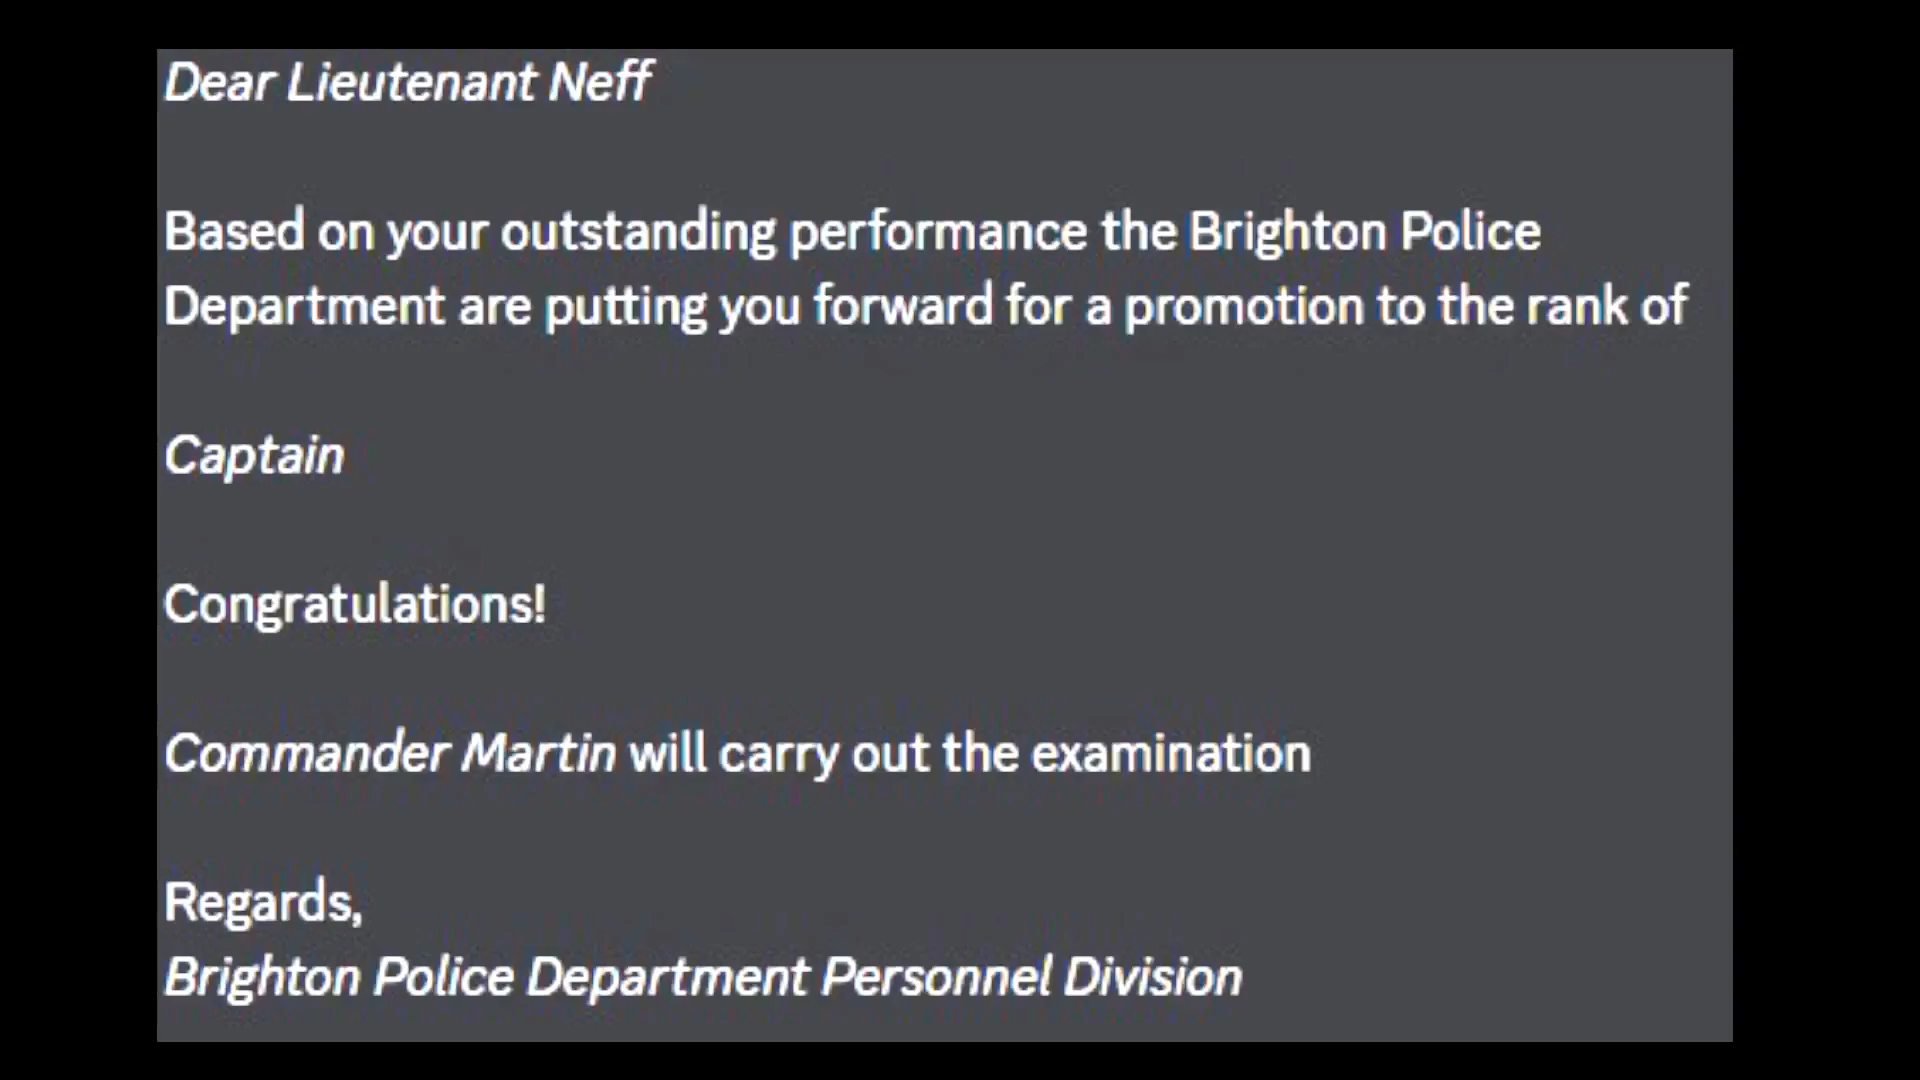 Dear Lieutenant Neff
Based on your outstanding performance the Brighton Police
Department are putting you forward for a promotion to the rank of
Captain
Congratulations!
Commander Martin will carry out the examination
Regards,
Brighton Police Department Personnel Division